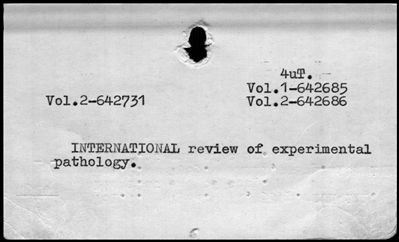 4uT.
Vol.1-642685
Vol.2-642731 Vol.2-642686
INTERNATIONAL review of experimental
pathology.